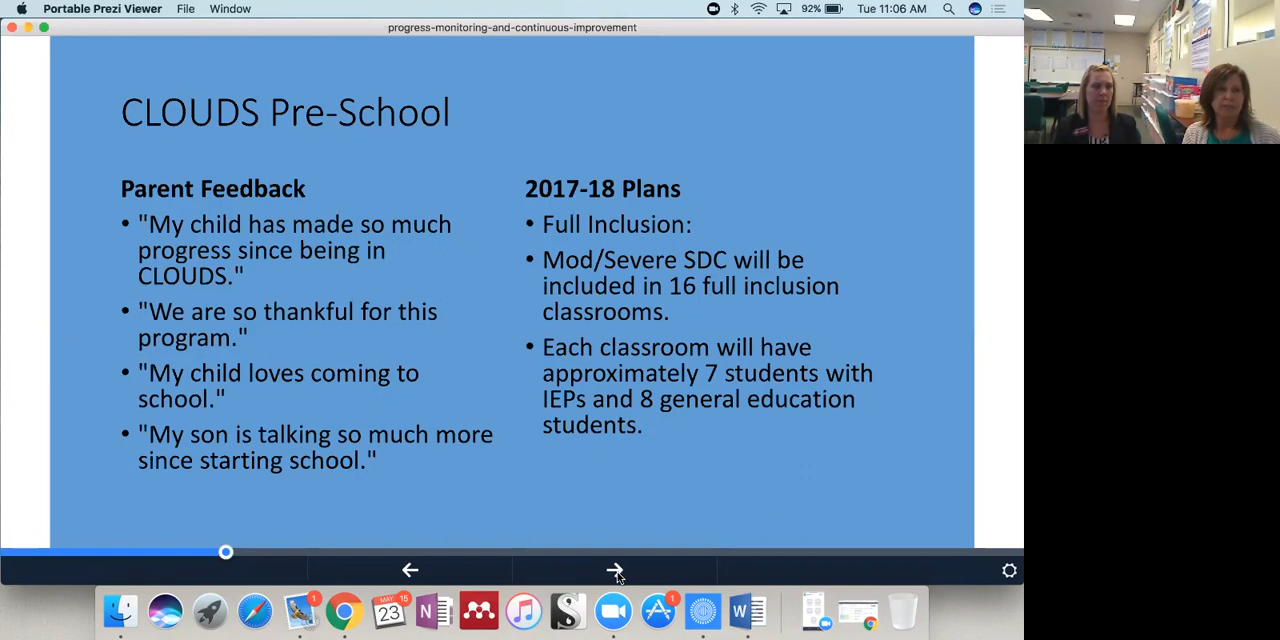 Portable Prezi Viewer File Window 92% Tue 11:06 AM
progress-monitoring-and-continuous-improvement
CLOUDS Pre-School
Parent Feedback
• "My child has made so much
progress since being in
CLOUDS."
• "We are so thankful for this
program."
• "My child loves coming to
school."
• "My son is talking so much more
since starting school."
2017-18 Plans
• Full Inclusion:
• Mod/Severe SDC will be
included in 16 full inclusion
classrooms.
• Each classroom will have
approximately 7 students with
IEPs and 8 general education
students.
1
MAY 15
23
N
S
1
W